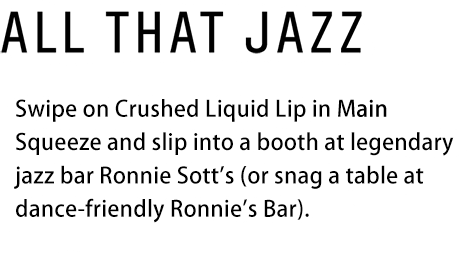 ALL THAT JAZZ
Swipe on Crushed Liquid Lip in Main
Squeeze and slip into a booth at legendary
jazz bar Ronnie Sott’s (or snag a table at
dance-friendly Ronnie’s Bar).